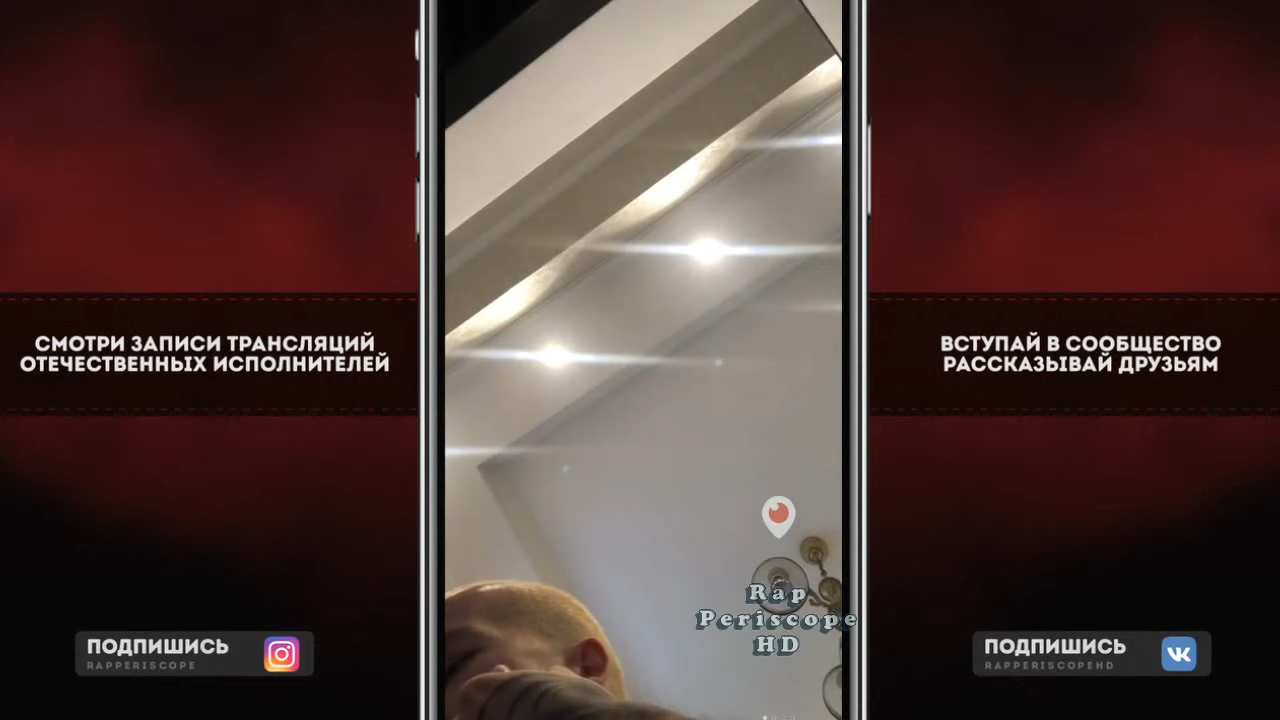 СМОТРИ ЗАПИСИ ТРАНСЛЯЦИЙ
ОТЕЧЕСТВЕННЫХ ИСПОЛНИТЕЛЕЙ
ВСТУПАЙ В СООБЩЕСТВО
РАССКАЗЫВАЙ ДРУЗЬЯМ
Rap
Periscope
HD
ПОДПИШИСЬ
RAPPERISCOPE
ПОДПИШИСЬ
RAPPERISCOPEHD